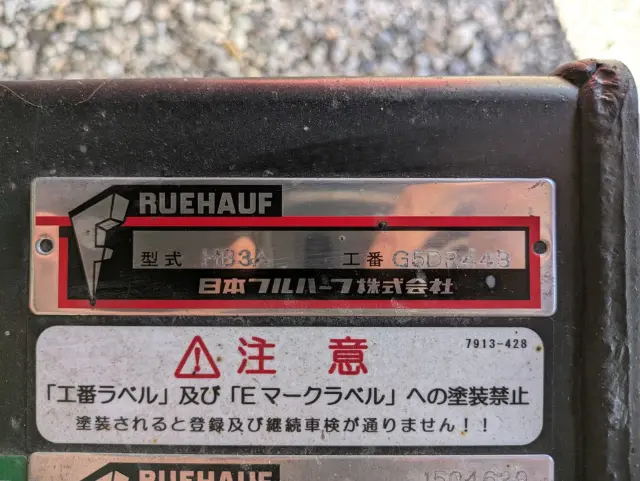 FRUEHAUF
型式 HB3A 工番
日本フルハーフ株式会社
注意 7913-428
「工番ラベル」及び「Eマークラベル」への塗装禁止
塗装されると登録及び継続車検が通りません!!
RUEHAUF